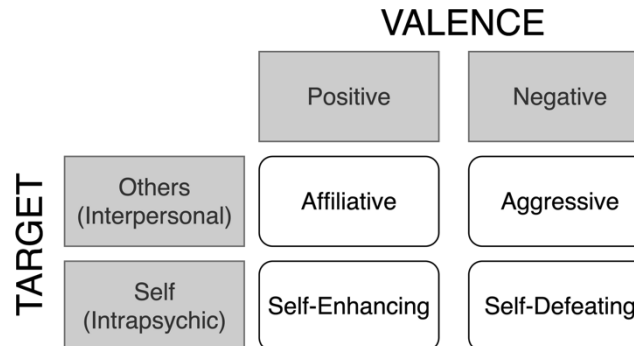 VALENCE
Positive
Negative
TARGET
Others
(Interpersonal)
Affiliative
Aggressive
Self
(Intrapsychic)
Self-Enhancing
Self-Defeating